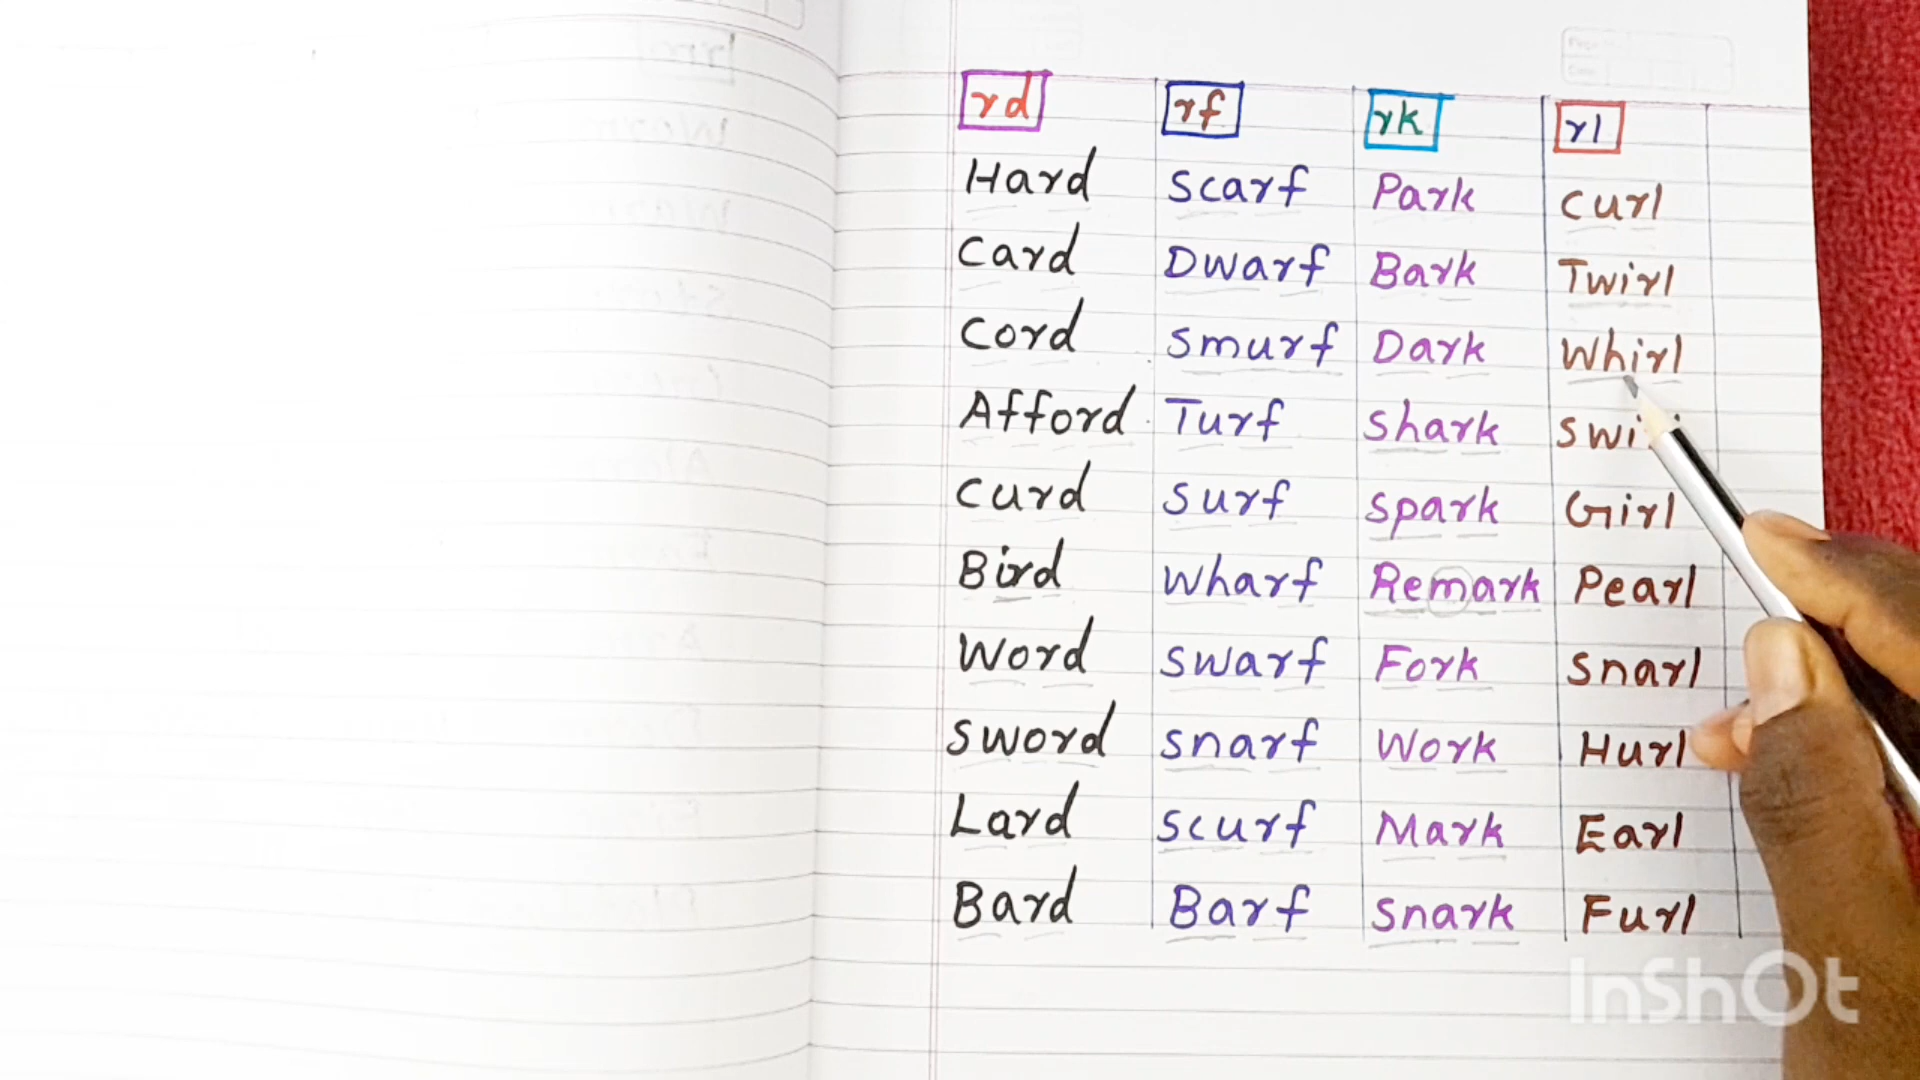 rd rf rk rl
Hard Scarf Park Curl
Card Dwarf Bark Twirl
Cord Smurf Dark Whirl
Afford Turf Shark
Curd Surf Spark Girl
Bird Wharf Remark Pearl
Word Swarf Fork Snarl
Sword Snarf Work Hurl
Lard Scurf Mark Earl
Bard Barf Snark Furl
InShOt